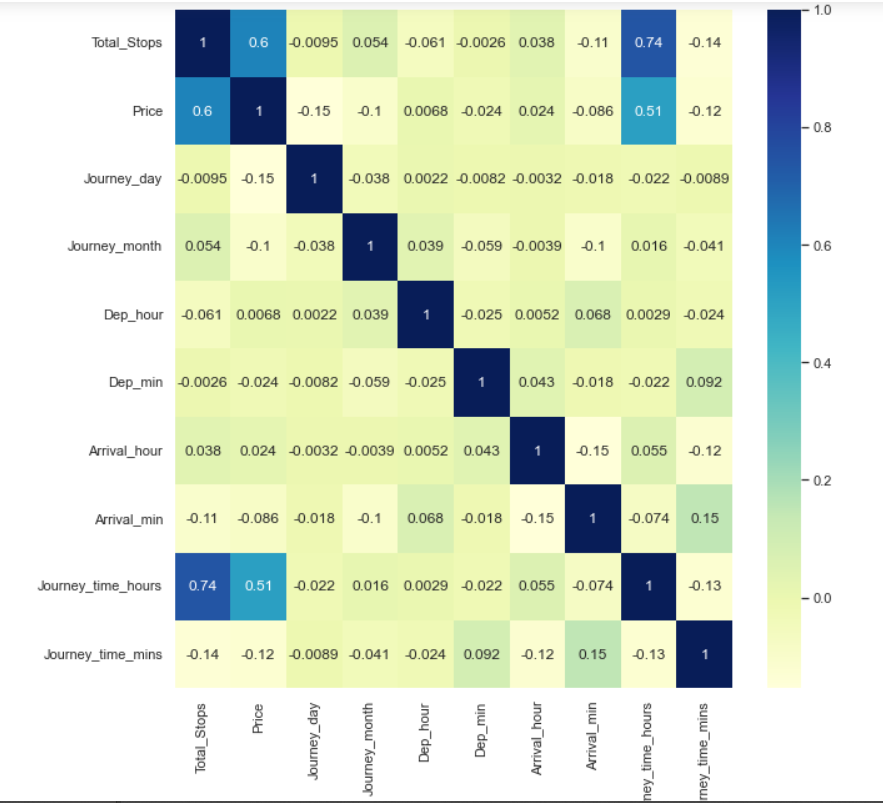 Total_Stops 1 0.6 -0.0095 0.054 -0.061 -0.0026 0.038 -0.11 0.74 -0.14
Price 0.6 1 -0.15 -0.1 0.0068 -0.024 0.024 -0.086 0.51 -0.12
Journey_day -0.0095 -0.15 1 -0.038 0.0022 -0.0082 -0.0032 -0.018 -0.022 -0.0089
Journey_month 0.054 -0.1 -0.038 1 0.039 -0.059 -0.0039 -0.1 0.016 -0.041
Dep_hour -0.061 0.0068 0.0022 0.039 1 -0.025 0.0052 0.068 0.0029 -0.024
Dep_min -0.0026 -0.024 -0.0082 -0.059 -0.025 1 0.043 -0.018 -0.022 0.092
Arrival_hour 0.038 0.024 -0.0032 -0.0039 0.0052 0.043 1 -0.15 0.055 -0.12
Arrival_min -0.11 -0.086 -0.018 -0.1 0.068 -0.018 -0.15 1 -0.074 0.15
Journey_time_hours 0.74 0.51 -0.022 0.016 0.0029 -0.022 0.055 -0.074 1 -0.13
Journey_time_mins -0.14 -0.12 -0.0089 -0.041 -0.024 0.092 -0.12 0.15 -0.13 1
Total_Stops
Price
Journey_day
Journey_month
Dep_hour
Dep_min
Arrival_hour
Arrival_min
ney_time_hours
rney_time_mins
1.0
0.8
0.6
0.4
0.2
0.0